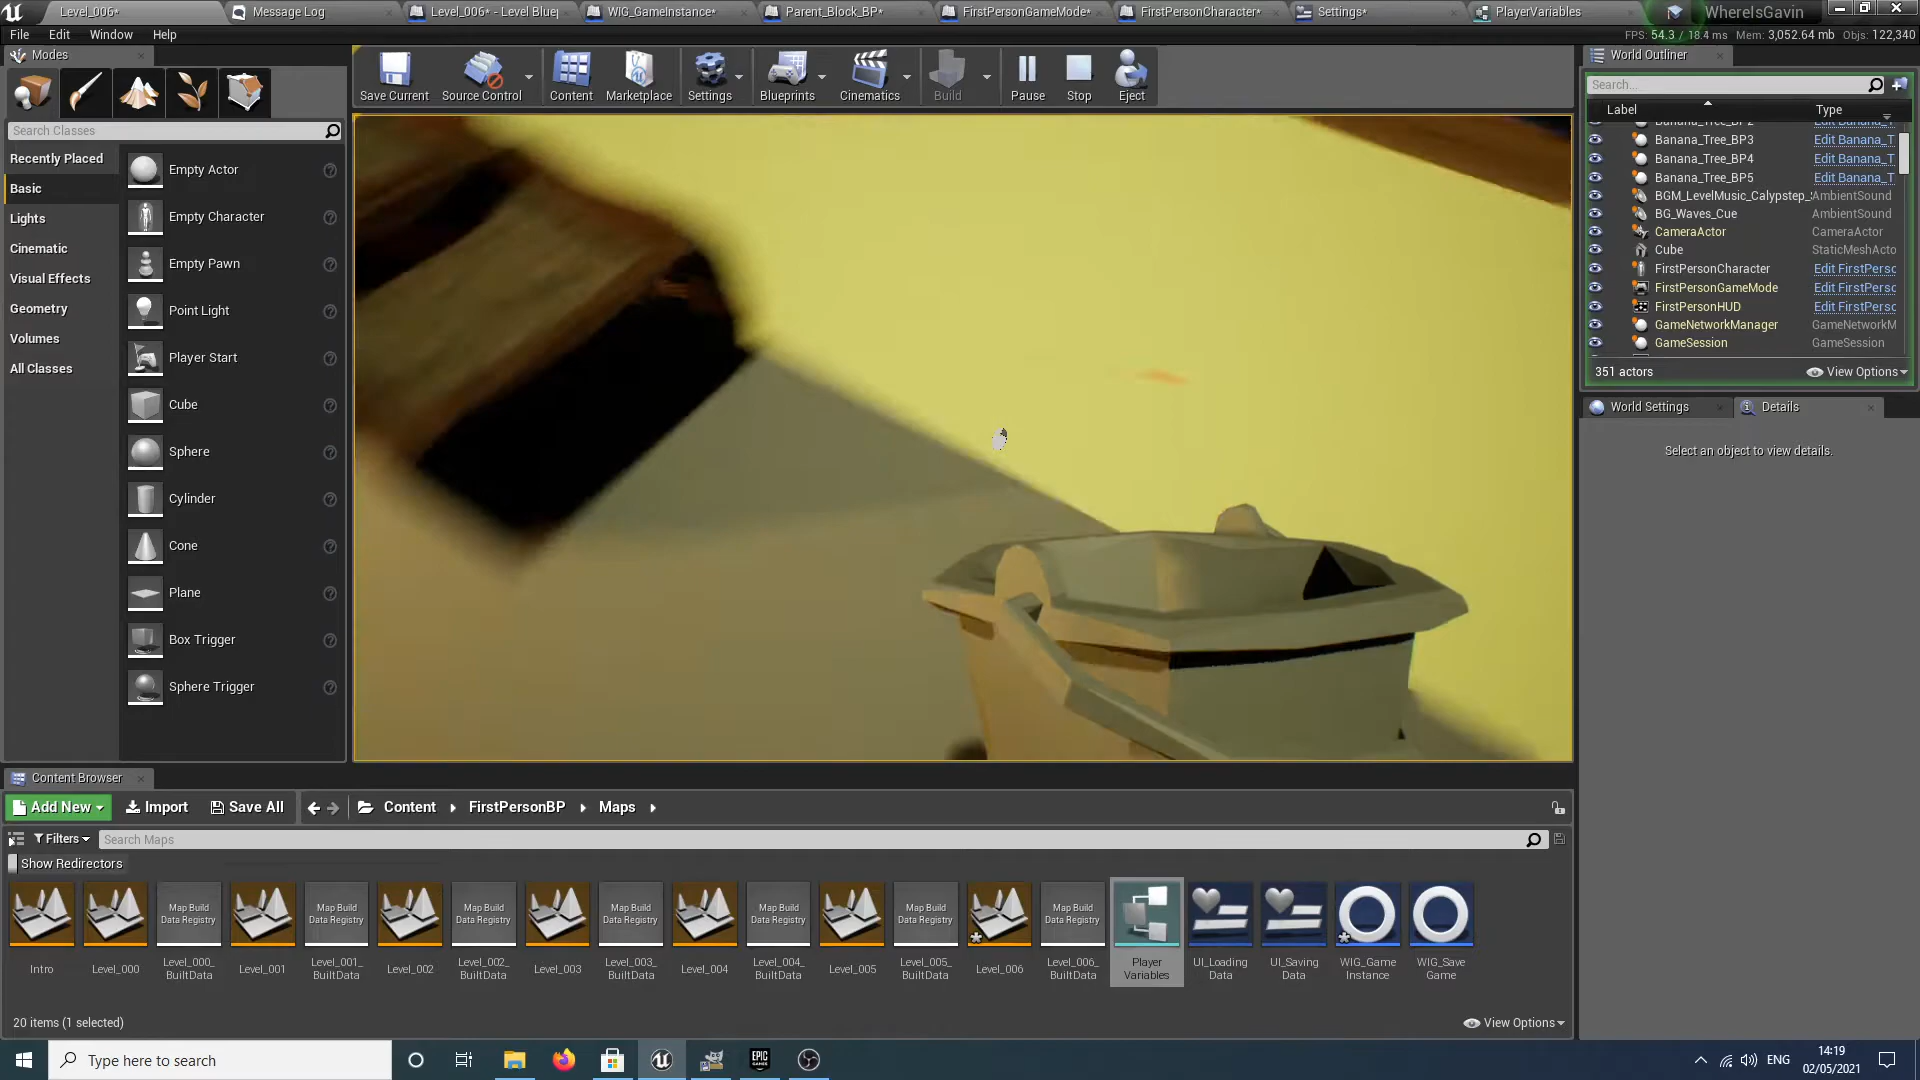 Level_006*
Message Log
Level_006* - Level Bluep
WIG_GameInstance*
Parent_Block_BP*
FirstPersonGameMode*
FirstPersonCharacter*
Settings*
PlayerVariables
WhereIsGavin
File Edit Window Help
FPS: 54.3 / 18.4 ms Mem: 3,052.64 mb Objs: 122,340
Modes
Search Classes
Recently Placed
Basic
Lights
Cinematic
Visual Effects
Geometry
Volumes
All Classes
Empty Actor
Empty Character
Empty Pawn
Point Light
Player Start
Cube
Sphere
Cylinder
Cone
Plane
Box Trigger
Sphere Trigger
Save Current
Source Control
Content
Marketplace
Settings
Blueprints
Cinematics
Build
Pause
Stop
Eject
World Outliner
Search...
Label Type
Banana_Tree_BP2 Edit Banana_T
Banana_Tree_BP3 Edit Banana_T
Banana_Tree_BP4 Edit Banana_T
Banana_Tree_BP5 Edit Banana_T
BGM_LevelMusic_Calypstep_ AmbientSound
BG_Waves_Cue AmbientSound
CameraActor CameraActor
Cube StaticMeshActo
FirstPersonCharacter Edit FirstPerso
FirstPersonGameMode Edit FirstPerso
FirstPersonHUD Edit FirstPerso
GameNetworkManager GameNetworkM
GameSession GameSession
351 actors
View Options
World Settings
Details
Select an object to view details.
Content Browser
Add New
Import
Save All
Content
FirstPersonBP
Maps
Filters
Search Maps
Show Redirectors
Intro
Level_000
Map Build
Data Registry
Level_000_
BuiltData
Level_001
Map Build
Data Registry
Level_001_
BuiltData
Level_002
Map Build
Data Registry
Level_002_
BuiltData
Level_003
Map Build
Data Registry
Level_003_
BuiltData
Level_004
Map Build
Data Registry
Level_004_
BuiltData
Level_005
Map Build
Data Registry
Level_005_
BuiltData
Level_006
Map Build
Data Registry
Level_006_
BuiltData
Player
Variables
UI_Loading
Data
UI_Saving
Data
WIG_Game
Instance
WIG_Save
Game
20 items (1 selected)
View Options
Type here to search
EPIC
GAMES
ENG
14:19
02/05/2021